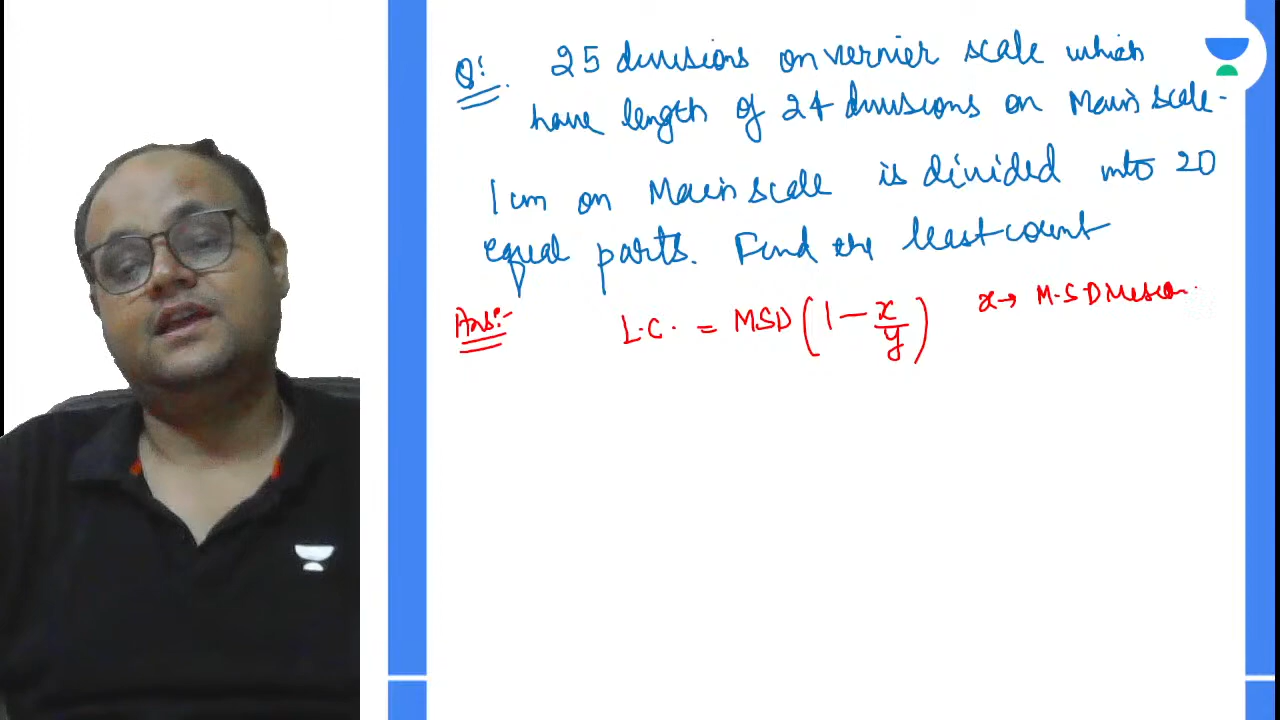 Q:. 25 divisions on vernier scale which
have length of 24 divisions on Main scale.
1 cm on Main scale is divided into 20
equal parts. Find the least count
Ans:- L.C. = MSD (1 - x/y) x → M.S Division.